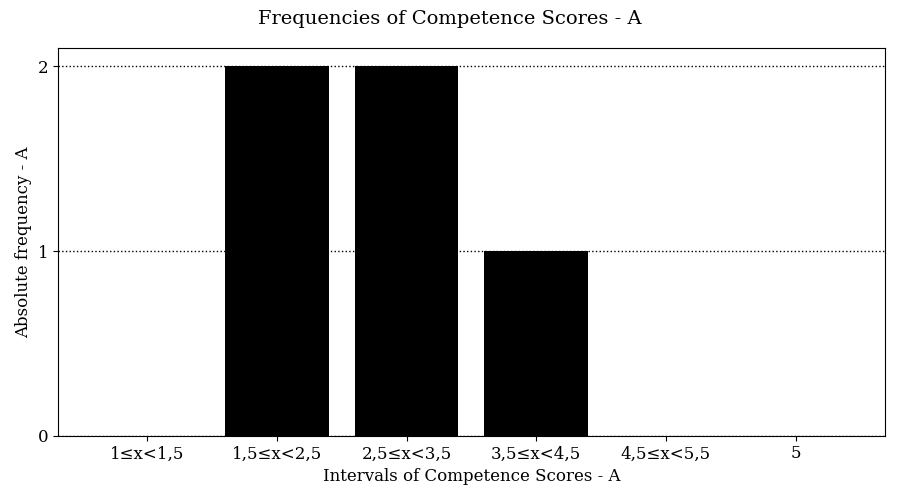 Frequencies of Competence Scores - A
Absolute frequency - A
2
1
0
1≤x<1,5 1,5≤x<2,5 2,5≤x<3,5 3,5≤x<4,5 4,5≤x<5,5 5
Intervals of Competence Scores - A